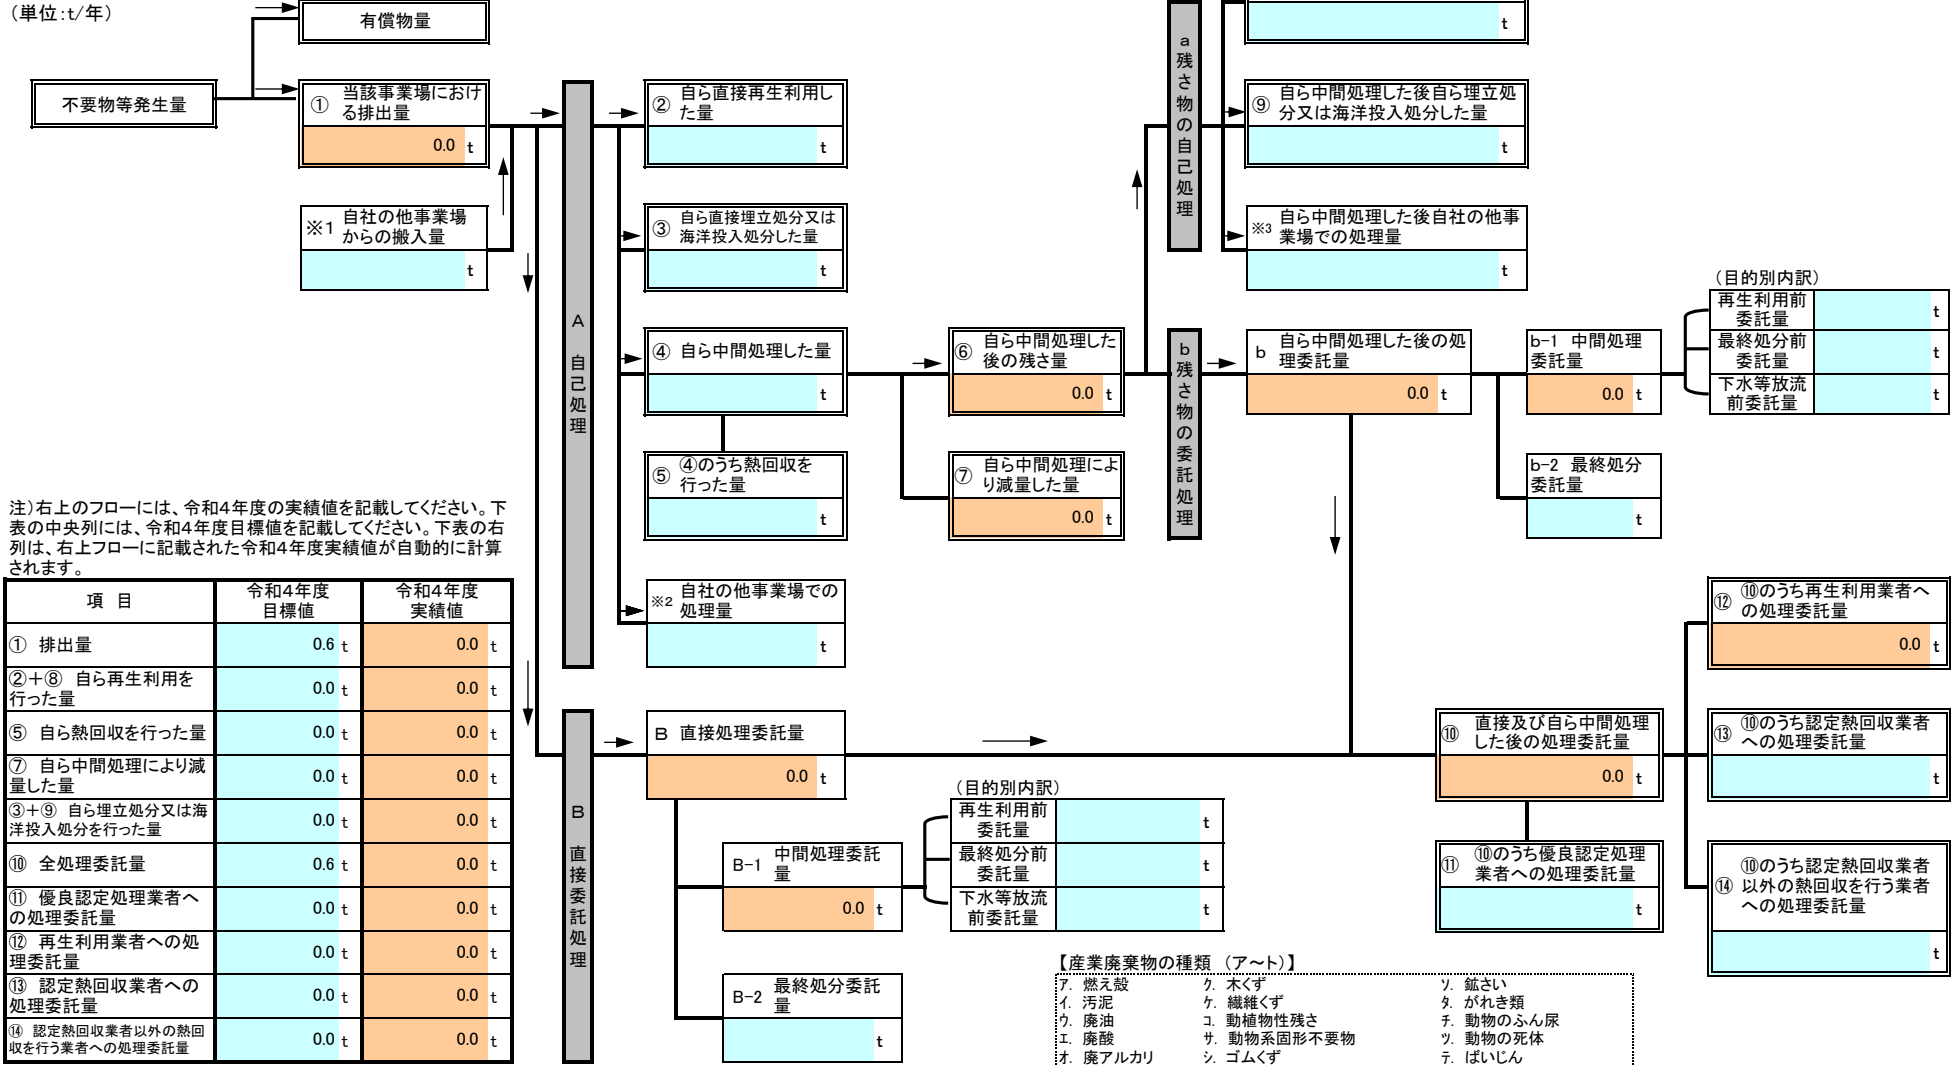 (単位:t/年)
有償物量
不要物等発生量
① 当該事業場におけ
る排出量
0.0 t
※1 自社の他事業場
からの搬入量
t
A 自己処理
② 自ら直接再生利用し
た量
t
③ 自ら直接埋立処分又は
海洋投入処分した量
t
④ 自ら中間処理した量
t
⑤ ④のうち熱回収を
行った量
t
※2 自社の他事業場での
処理量
t
⑥ 自ら中間処理した
後の残さ量
0.0 t
⑦ 自ら中間処理によ
り減量した量
0.0 t
a 残さ物の自己処理
t
⑨ 自ら中間処理した後自ら埋立処
分又は海洋投入処分した量
t
※3 自ら中間処理した後自社の他事
業場での処理量
t
b 残さ物の委託処理
b 自ら中間処理した後の処
理委託量
0.0 t
b-1 中間処理
委託量
0.0 t
b-2 最終処分
委託量
t
(目的別内訳)
再生利用前
委託量 t
最終処分前
委託量 t
下水等放流
前委託量 t
注)右上のフローには、令和4年度の実績値を記載してください。下
表の中央列には、令和4年度目標値を記載してください。下表の右
列は、右上フローに記載された令和4年度実績値が自動的に計算
されます。
項 目 令和4年度
目標値 令和4年度
実績値
① 排出量 0.6 t 0.0 t
②+⑧ 自ら再生利用を
行った量 0.0 t 0.0 t
⑤ 自ら熱回収を行った量 0.0 t 0.0 t
⑦ 自ら中間処理により減
量した量 0.0 t 0.0 t
③+⑨ 自ら埋立処分又は海
洋投入処分を行った量 0.0 t 0.0 t
⑩ 全処理委託量 0.6 t 0.0 t
⑪ 優良認定処理業者へ
の処理委託量 0.0 t 0.0 t
⑫ 再生利用業者への処
理委託量 0.0 t 0.0 t
⑬ 認定熱回収業者への
処理委託量 0.0 t 0.0 t
⑭ 認定熱回収業者以外の熱回
収を行う業者への処理委託量 0.0 t 0.0 t
B 直接委託処理
B 直接処理委託量
0.0 t
B-1 中間処理委託
量
0.0 t
B-2 最終処分委託
量
t
(目的別内訳)
再生利用前
委託量 t
最終処分前
委託量 t
下水等放流
前委託量 t
⑩ 直接及び自ら中間処理
した後の処理委託量
0.0 t
⑪ ⑩のうち優良認定処理
業者への処理委託量
t
⑫ ⑩のうち再生利用業者へ
の処理委託量
0.0 t
⑬ ⑩のうち認定熱回収業者
への処理委託量
t
⑭ ⑩のうち認定熱回収業者
以外の熱回収を行う業者
への処理委託量
t
【産業廃棄物の種類 (ア～ト)】
ア. 燃え殻 ク. 木くず ソ. 鉱さい
イ. 汚泥 ケ. 繊維くず タ. がれき類
ウ. 廃油 コ. 動植物性残さ チ. 動物のふん尿
エ. 廃酸 サ. 動物系固形不要物 ツ. 動物の死体
オ. 廃アルカリ シ. ゴムくず テ. ばいじん